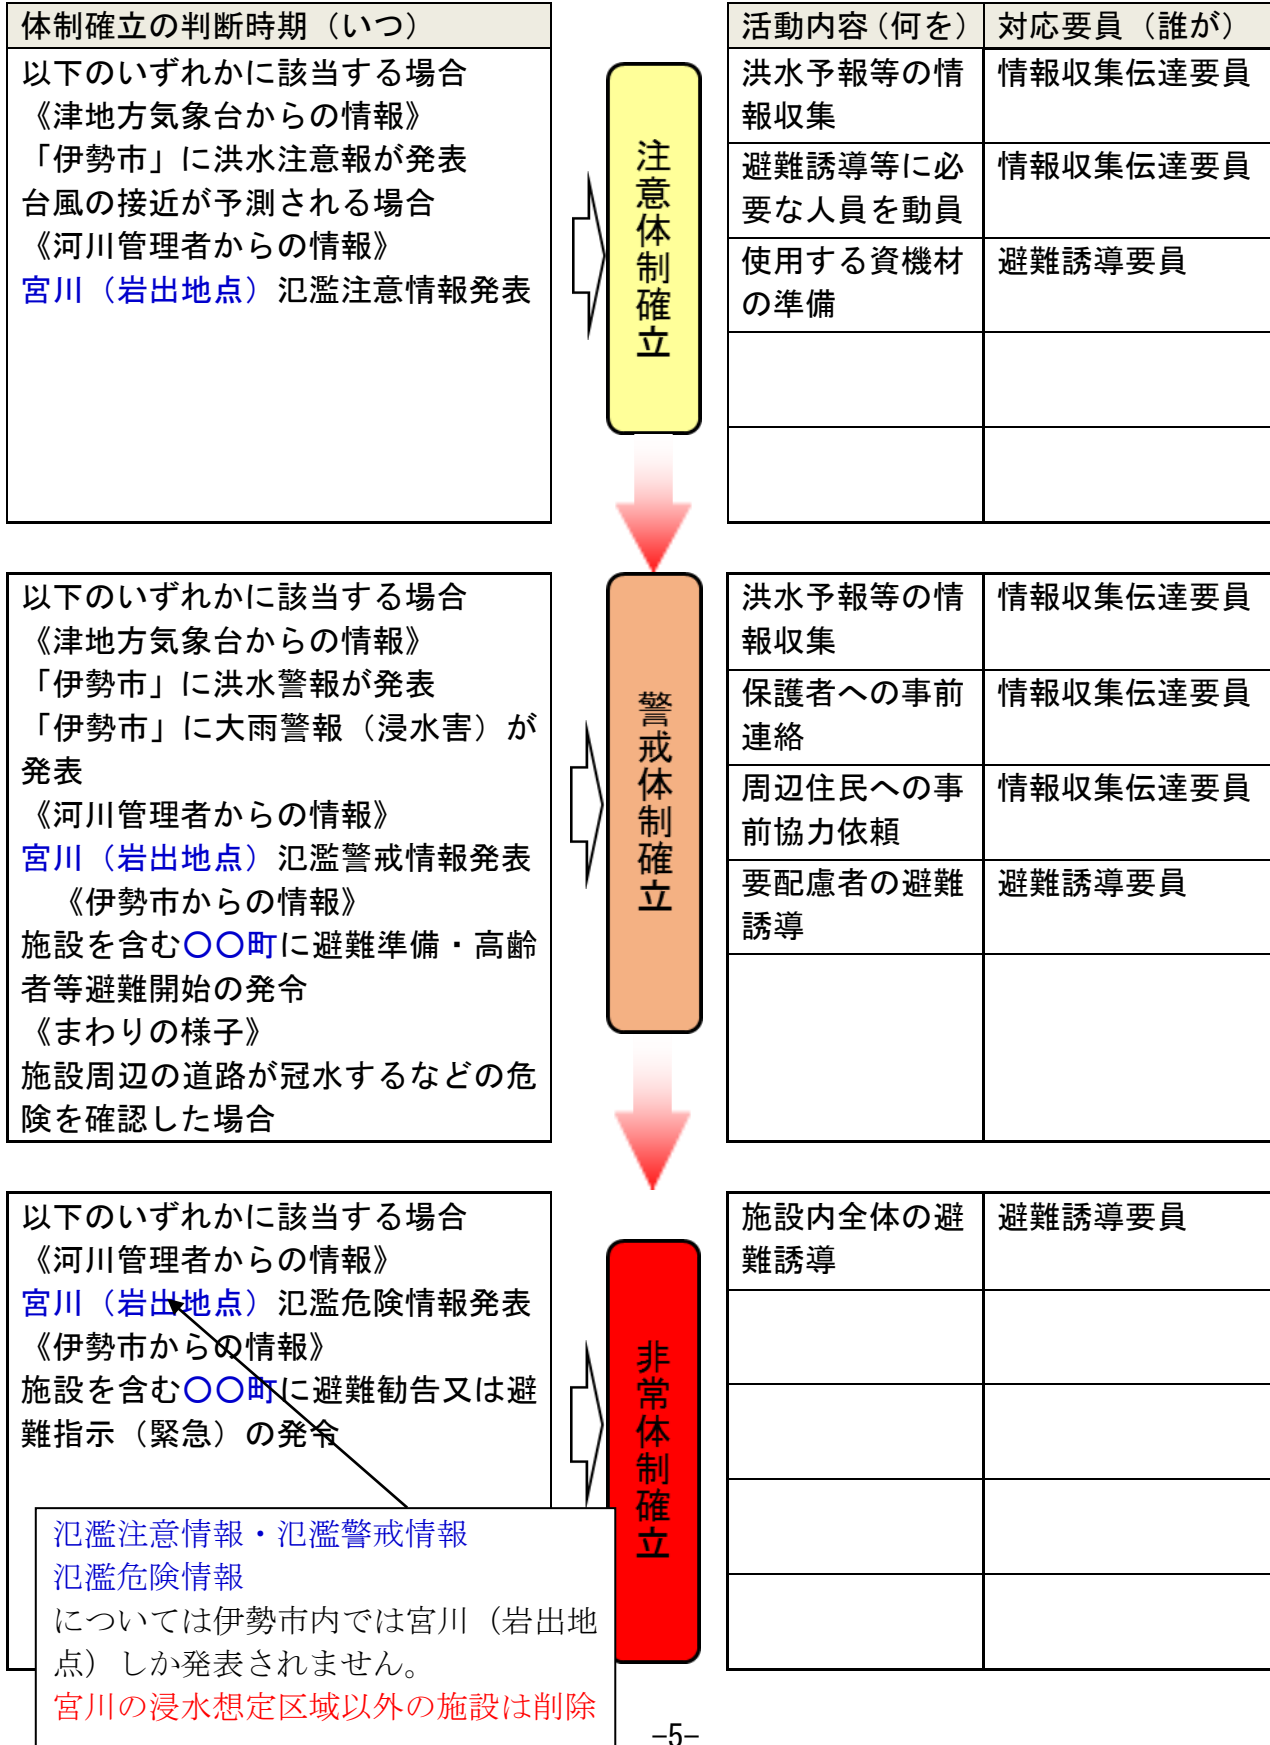 体制確立の判断時期（いつ）
以下のいずれかに該当する場合
《津地方気象台からの情報》
「伊勢市」に洪水注意報が発表
台風の接近が予測される場合
《河川管理者からの情報》
宮川（岩出地点）氾濫注意情報発表
注意体制確立
活動内容（何を）
対応要員（誰が）
洪水予報等の情
報収集
情報収集伝達要員
避難誘導等に必
要な人員を動員
情報収集伝達要員
使用する資機材
の準備
避難誘導要員
以下のいずれかに該当する場合
《津地方気象台からの情報》
「伊勢市」に洪水警報が発表
「伊勢市」に大雨警報（浸水害）が
発表
《河川管理者からの情報》
宮川（岩出地点）氾濫警戒情報発表
《伊勢市からの情報》
施設を含む〇〇町に避難準備・高齢
者等避難開始の発令
《まわりの様子》
施設周辺の道路が冠水するなどの危
険を確認した場合
警戒体制確立
洪水予報等の情
報収集
情報収集伝達要員
保護者への事前
連絡
情報収集伝達要員
周辺住民への事
前協力依頼
情報収集伝達要員
要配慮者の避難
誘導
避難誘導要員
以下のいずれかに該当する場合
《河川管理者からの情報》
宮川（岩出地点）氾濫危険情報発表
《伊勢市からの情報》
施設を含む〇〇町に避難勧告又は避
難指示（緊急）の発令
非常体制確立
施設内全体の避
難誘導
避難誘導要員
氾濫注意情報・氾濫警戒情報
氾濫危険情報
については伊勢市内では宮川（岩出地
点）しか発表されません。
宮川の浸水想定区域以外の施設は削除
-5-